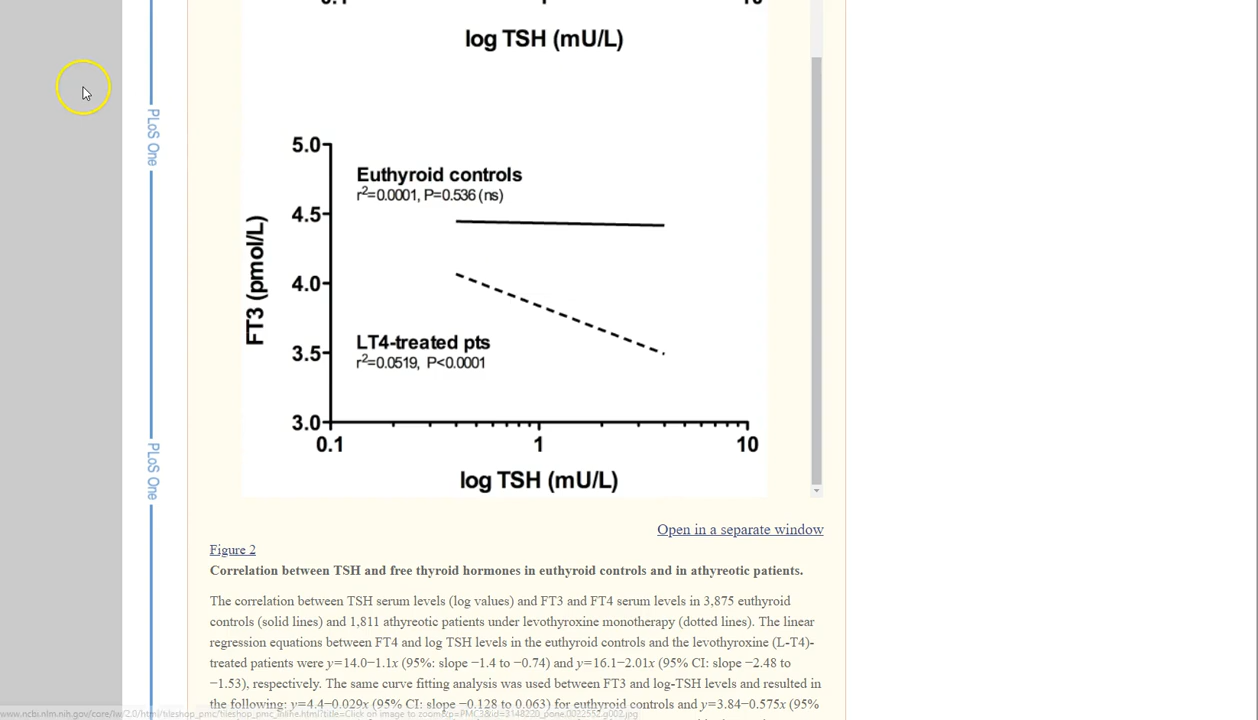 0.1 1 10
log TSH (mU/L)
PLoS One
5.0
Euthyroid controls
r²=0.0001, P=0.536 (ns)
4.5
FT3 (pmol/L)
4.0
LT4-treated pts
r²=0.0519, P<0.0001
3.5
3.0
0.1 1 10
log TSH (mU/L)
PLoS One
Open in a separate window
Figure 2
Correlation between TSH and free thyroid hormones in euthyroid controls and in athyreotic patients.
The correlation between TSH serum levels (log values) and FT3 and FT4 serum levels in 3,875 euthyroid
controls (solid lines) and 1,811 athyreotic patients under levothyroxine monotherapy (dotted lines). The linear
regression equations between FT4 and log TSH levels in the euthyroid controls and the levothyroxine (L-T4)-
treated patients were y=14.0−1.1x (95%: slope −1.4 to −0.74) and y=16.1−2.01x (95% CI: slope −2.48 to
−1.53), respectively. The same curve fitting analysis was used between FT3 and log-TSH levels and resulted in
the following: y=4.4−0.029x (95% CI: slope −0.128 to 0.063) for euthyroid controls and y=3.84−0.575x (95%